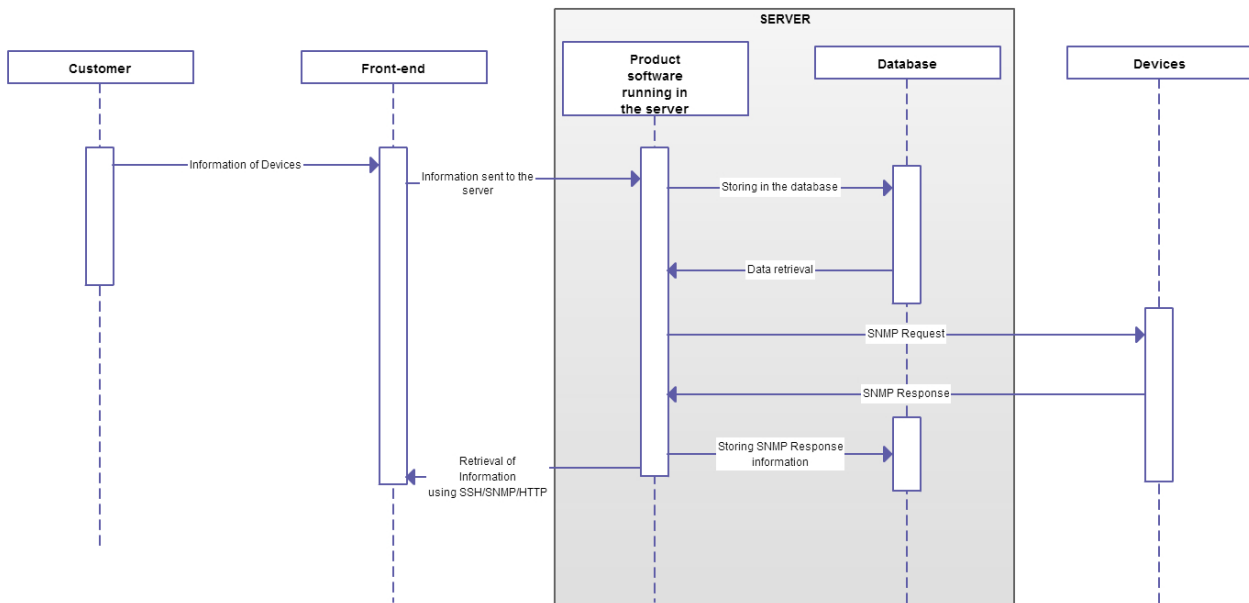 SERVER
Customer
Front-end
Product
software
running in
the server
Database
Devices
Information of Devices
Information sent to the
server
Storing in the database
Data retrieval
SNMP Request
SNMP Response
Storing SNMP Response
information
Retrieval of
Information
using SSH/SNMP/HTTP